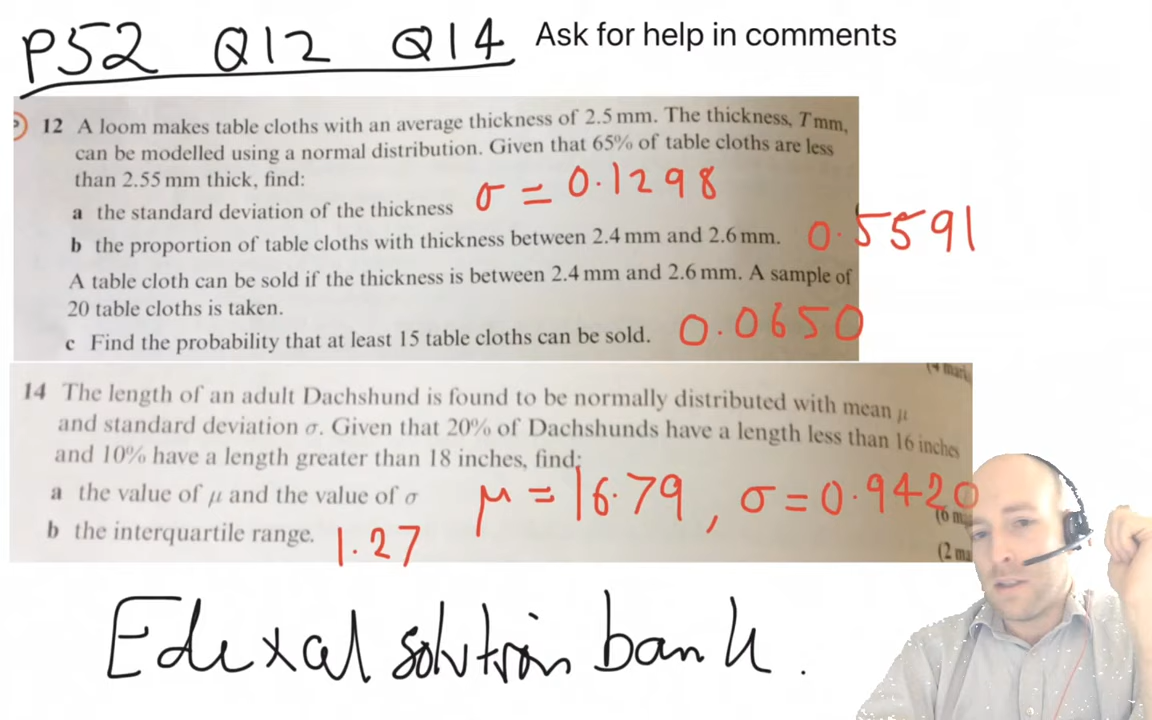 P52 Q12 Q14 Ask for help in comments
12 A loom makes table cloths with an average thickness of 2.5 mm. The thickness, T mm,
can be modelled using a normal distribution. Given that 65% of table cloths are less
than 2.55 mm thick, find:
a the standard deviation of the thickness σ = 0.1298
b the proportion of table cloths with thickness between 2.4 mm and 2.6 mm. 0.5591
A table cloth can be sold if the thickness is between 2.4 mm and 2.6 mm. A sample of
20 table cloths is taken.
c Find the probability that at least 15 table cloths can be sold. 0.0650
14 The length of an adult Dachshund is found to be normally distributed with mean μ
and standard deviation σ. Given that 20% of Dachshunds have a length less than 16 inches
and 10% have a length greater than 18 inches, find:
a the value of μ and the value of σ μ = 16.79, σ = 0.9420
(6 ma
b the interquartile range. 1.27
(2 ma
Edexcal solution bank.